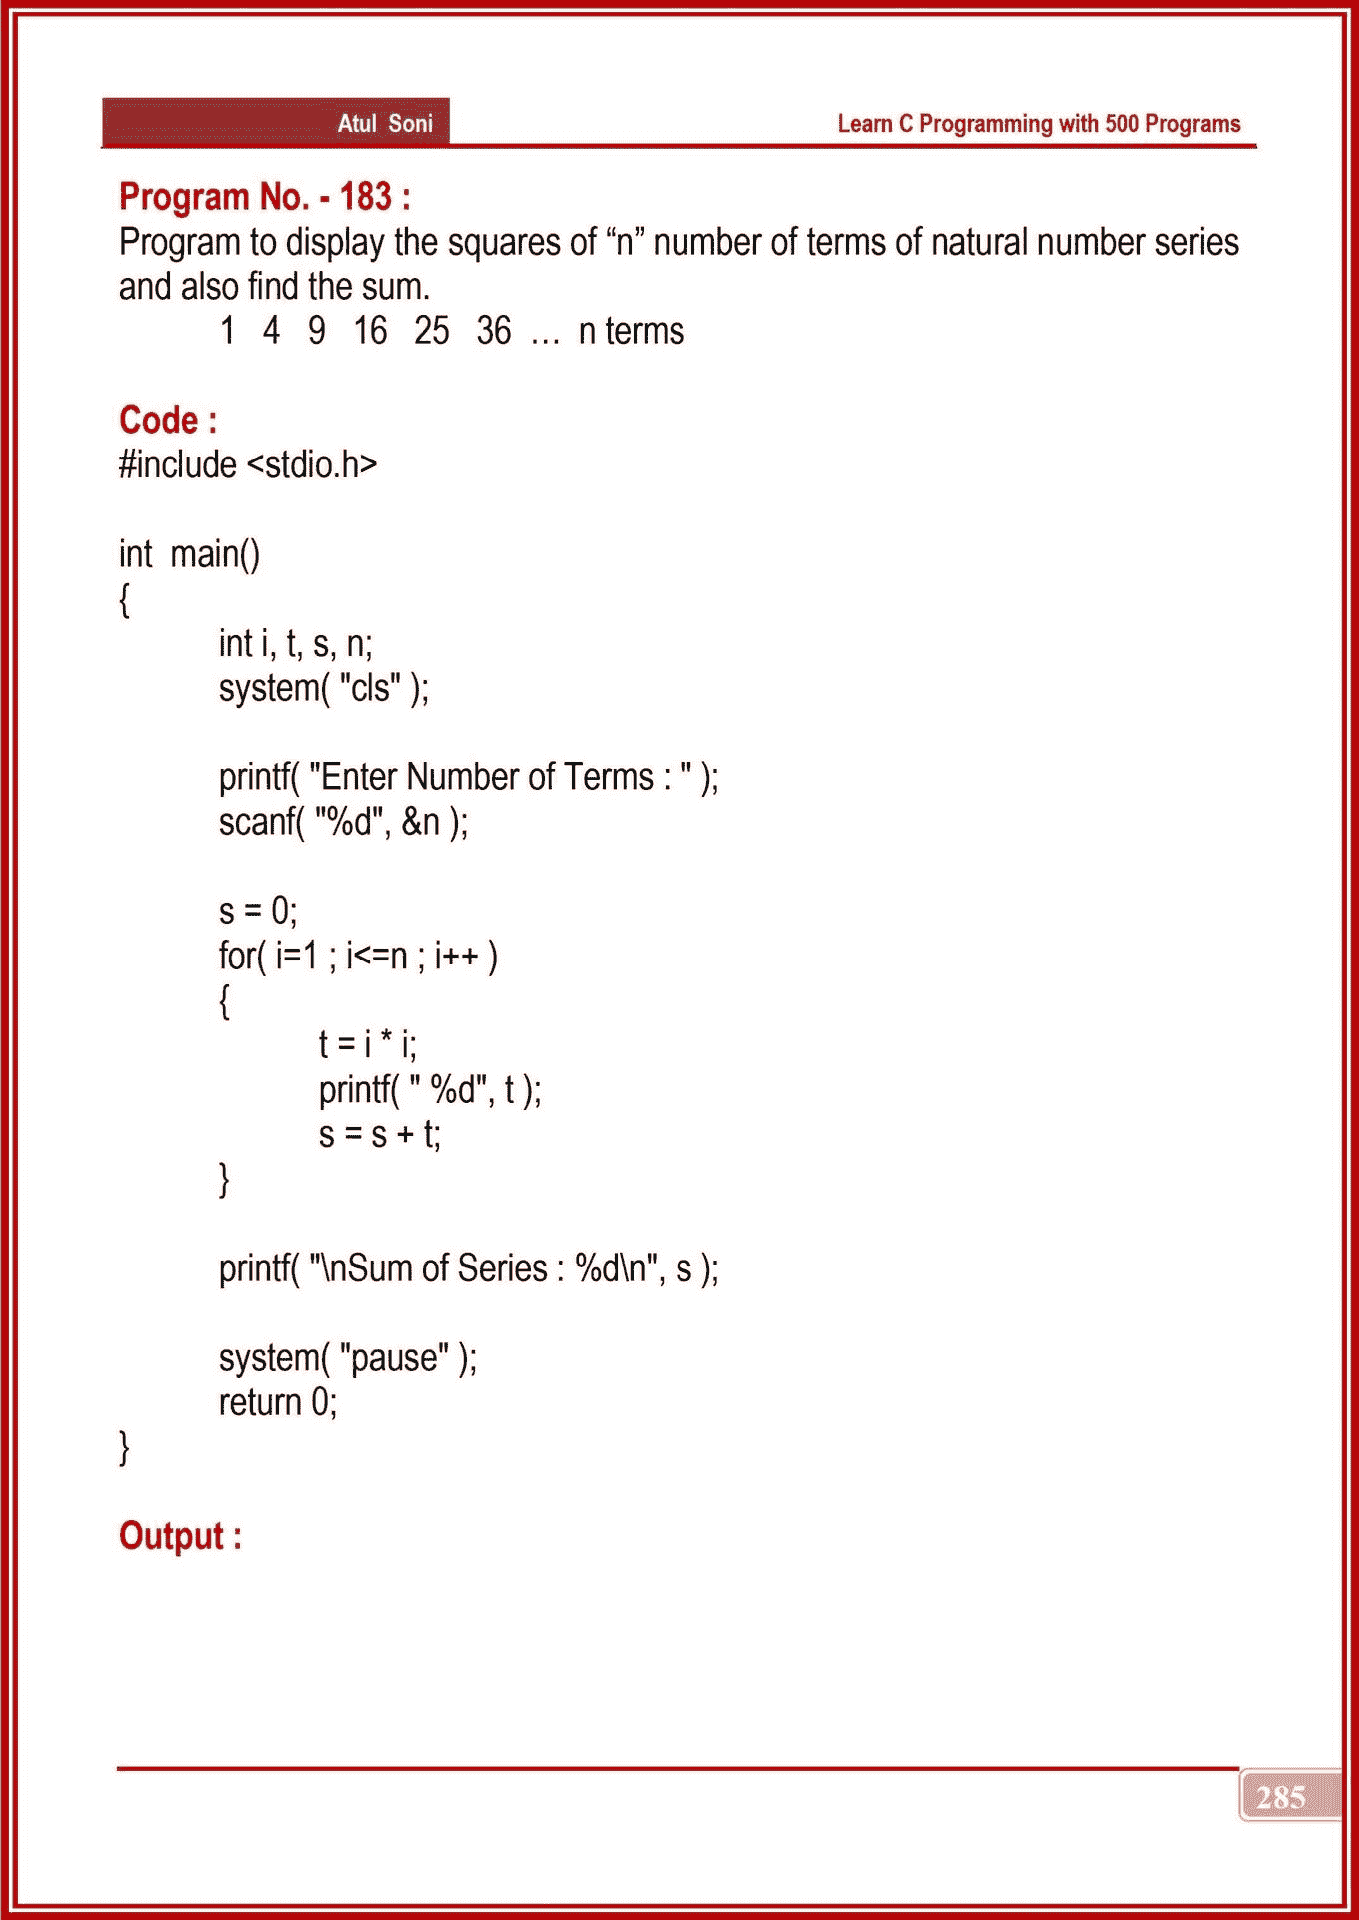 Atul  Soni
Learn C Programming with 500 Programs
Program No. - 183 :
Program to display the squares of “n” number of terms of natural number series
and also find the sum.
1   4   9   16   25   36  …  n terms
Code :
#include <stdio.h>
int  main()
{
int i, t, s, n;
system( "cls" );
printf( "Enter Number of Terms : " );
scanf( "%d", &n );
s = 0;
for( i=1 ; i<=n ; i++ )
{
t = i * i;
printf( " %d", t );
s = s + t;
}
printf( "\nSum of Series : %d\n", s );
system( "pause" );
return 0;
}
Output :
285